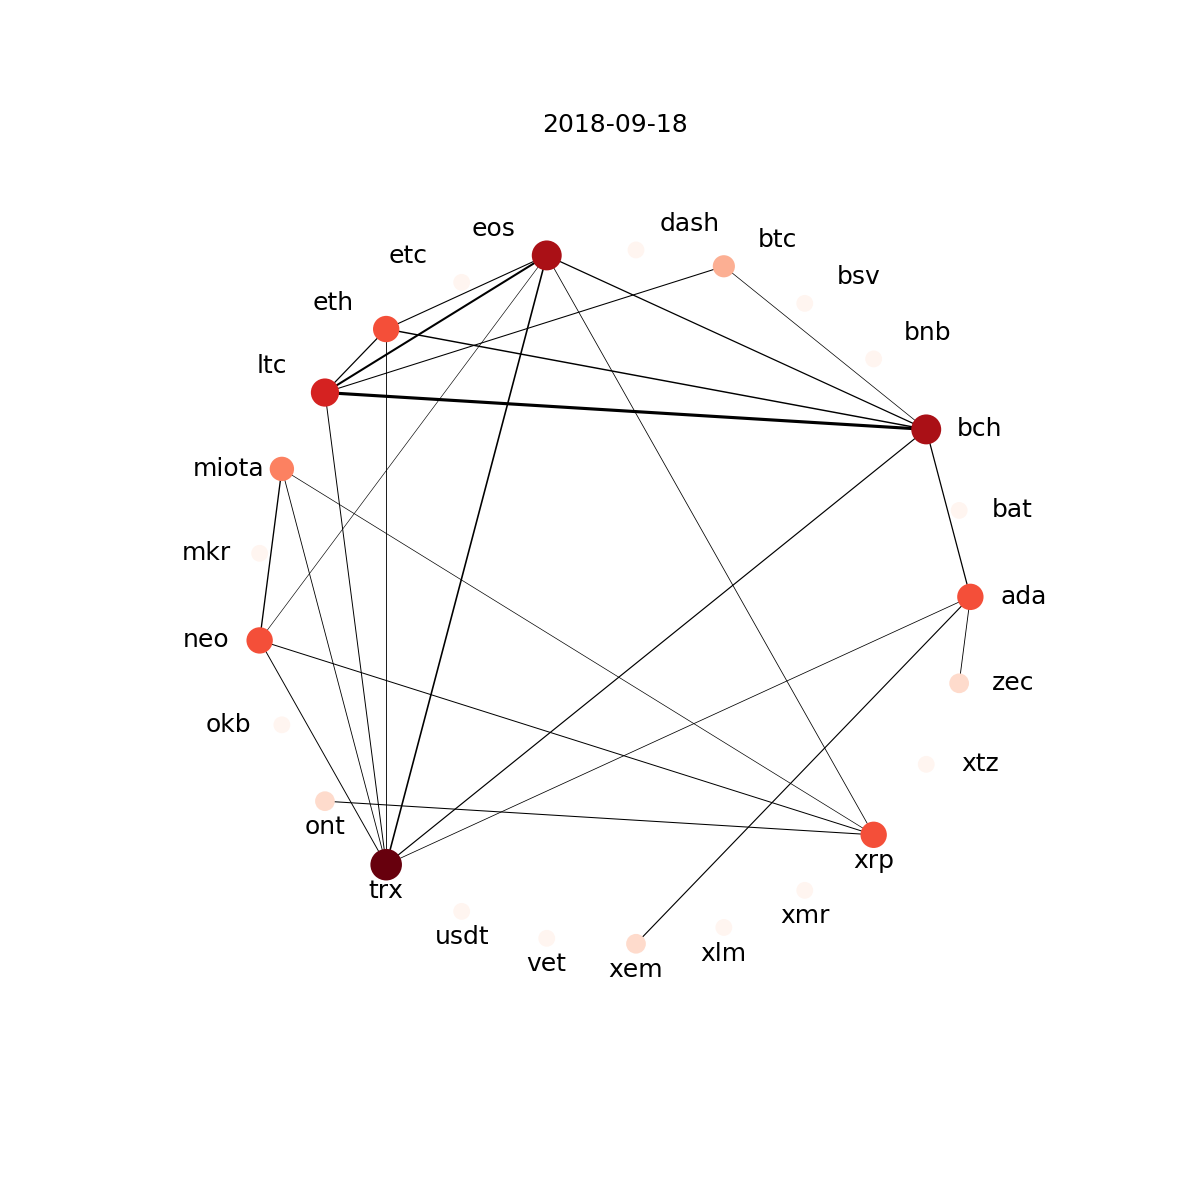 2018-09-18
dash
eos
btc
etc
bsv
eth
bnb
ltc
bch
miota
bat
mkr
ada
neo
zec
okb
xtz
ont
xrp
trx
xmr
usdt
xlm
vet
xem